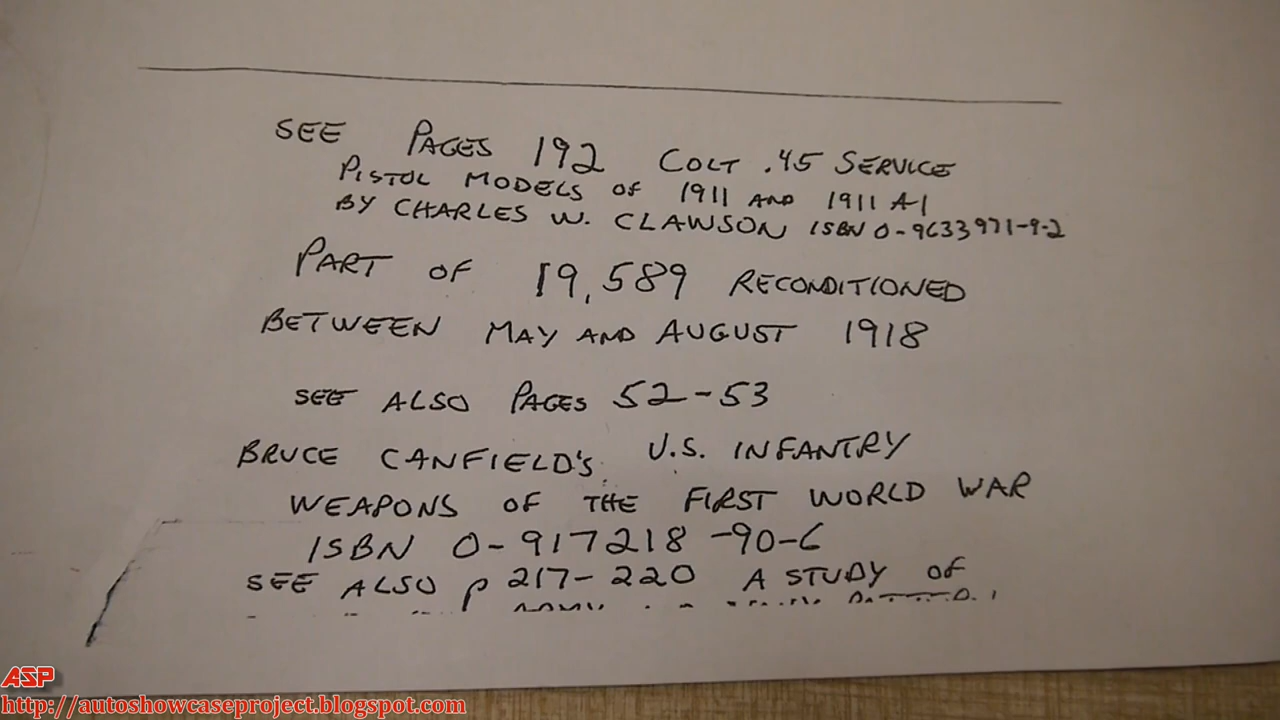 SEE PAGES 192 COLT .45 SERVICE
PISTOL MODELS OF 1911 AND 1911 A-1
BY CHARLES W. CLAWSON ISBN 0-9633971-9-2
PART OF 19,589 RECONDITIONED
BETWEEN MAY AND AUGUST 1918
SEE ALSO PAGES 52-53
BRUCE CANFIELD'S U.S. INFANTRY
WEAPONS OF THE FIRST WORLD WAR
ISBN 0-917218-90-6
SEE ALSO P 217-220 A STUDY OF
ASP
http://autoshowcaseproject.blogspot.com